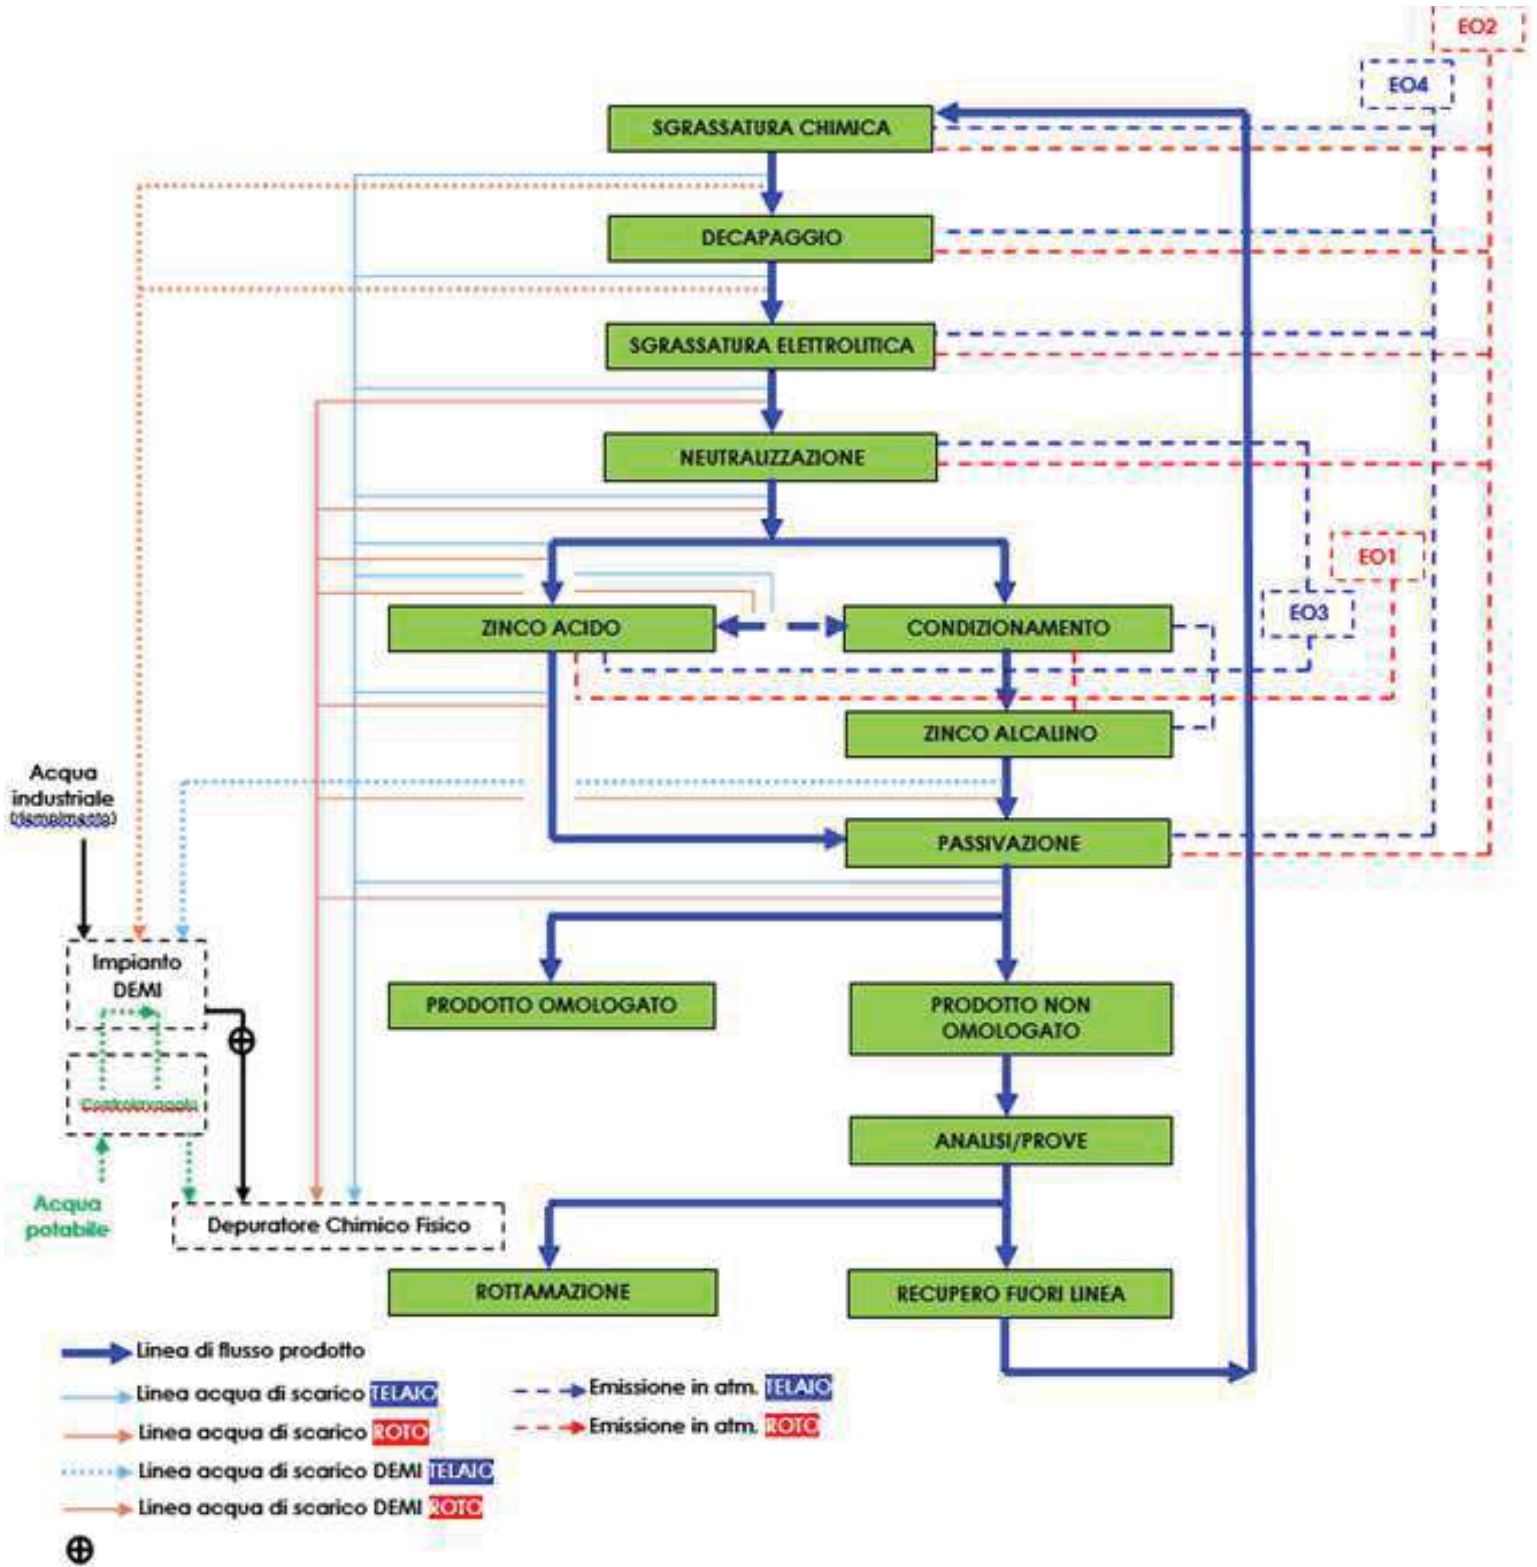 EO2
EO4
SGRASSATURA CHIMICA
DECAPAGGIO
SGRASSATURA ELETTROLITICA
NEUTRALIZZAZIONE
EO1
EO3
ZINCO ACIDO
CONDIZIONAMENTO
ZINCO ALCALINO
Acqua
industriale
PASSIVAZIONE
Impianto
DEMI
PRODOTTO OMOLOGATO
PRODOTTO NON
OMOLOGATO
Controlavaggio
ANALISI/PROVE
Acqua
potabile
Depuratore Chimico Fisico
ROTTAMAZIONE
RECUPERO FUORI LINEA
Linea di flusso prodotto
Linea acqua di scarico TELAIO
Linea acqua di scarico ROTO
Linea acqua di scarico DEMI TELAIO
Linea acqua di scarico DEMI ROTO
Emissione in atm. TELAIO
Emissione in atm. ROTO